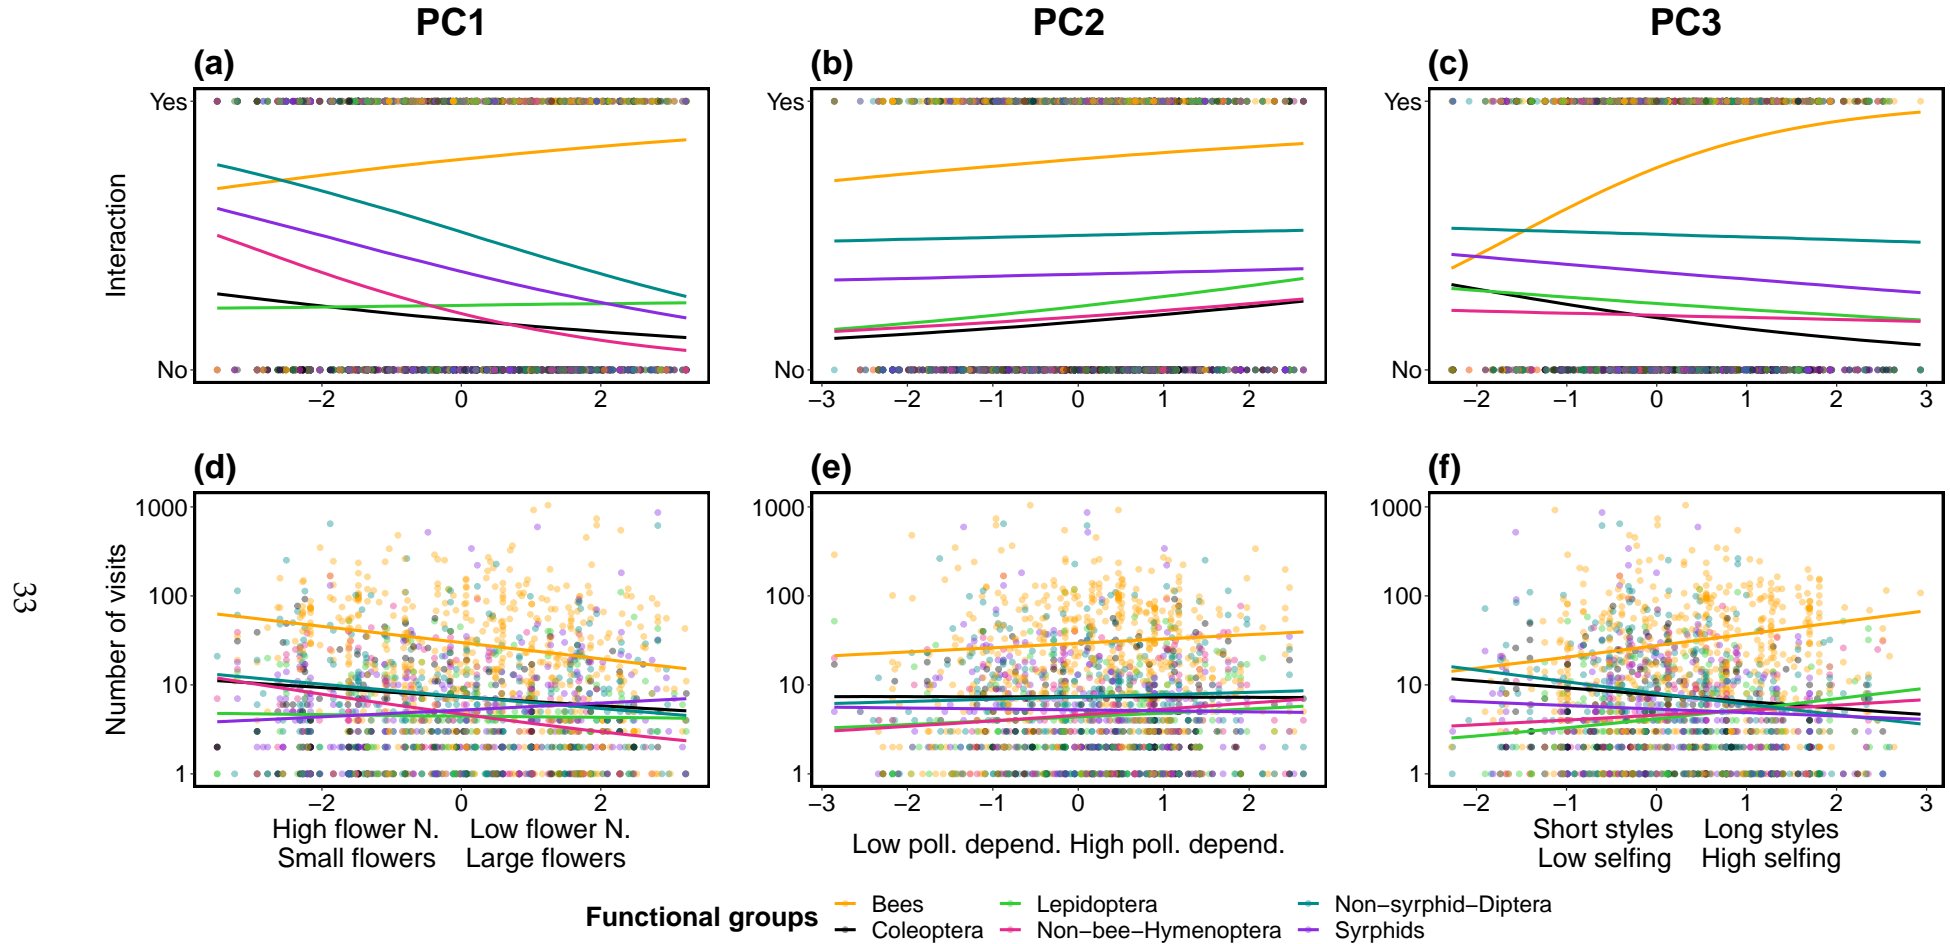 PC1 PC2 PC3
(a) (b) (c)
Interaction
Yes Yes Yes
No No No
−2 0 2
−3 −2 −1 0 1 2
−2 −1 0 1 2 3
(d) (e) (f)
Number of visits
1000 1000 1000
100 100 100
10 10 10
1 1 1
−2 0 2
−3 −2 −1 0 1 2
−2 −1 0 1 2 3
High flower N. Low flower N.
Small flowers Large flowers
Low poll. depend. High poll. depend.
Short styles Long styles
Low selfing High selfing
Functional groups
Bees Lepidoptera Non−syrphid−Diptera
Coleoptera Non−bee−Hymenoptera Syrphids
33